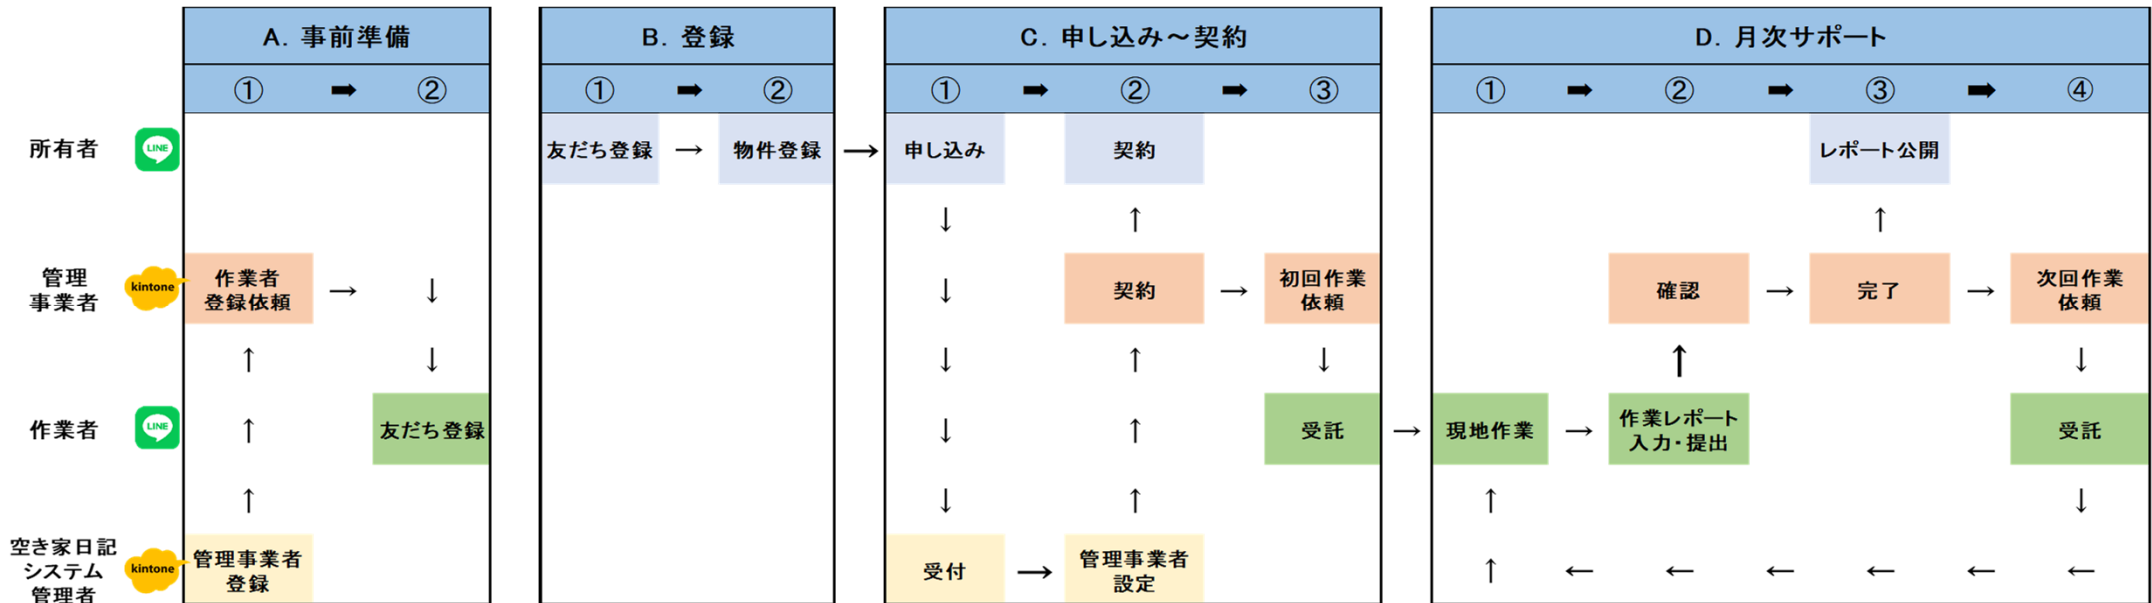 A. 事前準備
B. 登録
C. 申し込み～契約
D. 月次サポート
① ➡ ②
① ➡ ②
① ➡ ② ➡ ③
① ➡ ② ➡ ③ ➡ ④
所有者
LINE
友だち登録 → 物件登録 → 申し込み
契約
レポート公開
↓
↑
↑
管理
事業者
kintone
作業者
登録依頼
→
↓
↓
契約
→
初回作業
依頼
確認
→
完了
→
次回作業
依頼
↑
↓
↓
↑
↓
↑
↓
作業者
LINE
↑
友だち登録
↓
↑
受託
→
現地作業
→
作業レポート
入力・提出
受託
↑
↓
↑
↑
↓
空き家日記
システム
管理者
kintone
管理事業者
登録
受付
→
管理事業者
設定
↑ ← ← ← ← ← ←